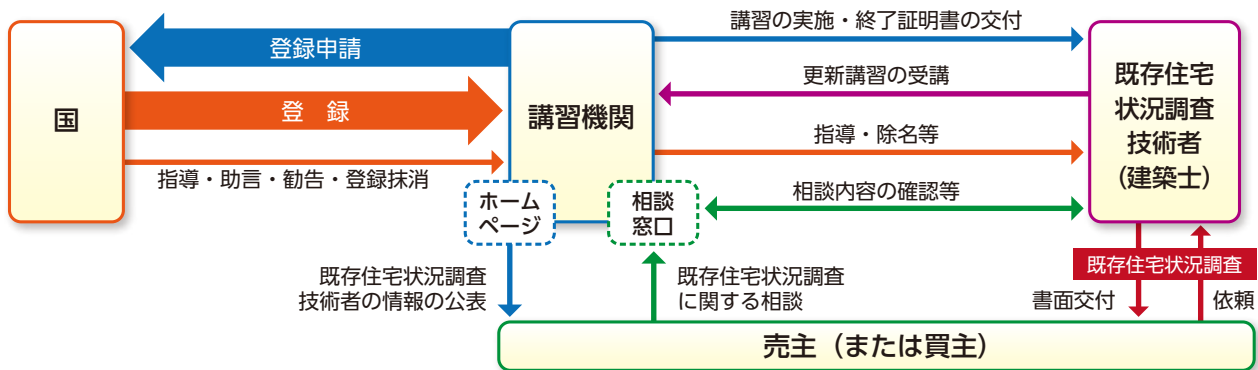 国
登録申請
登 録
指導・助言・勧告・登録抹消
講習機関
ホーム
ページ
相談
窓口
講習の実施・終了証明書の交付
更新講習の受講
指導・除名等
相談内容の確認等
既存住宅
状況調査
技術者
(建築士)
既存住宅状況調査
技術者の情報の公表
既存住宅状況調査
に関する相談
既存住宅状況調査
書面交付
依頼
売主（または買主）